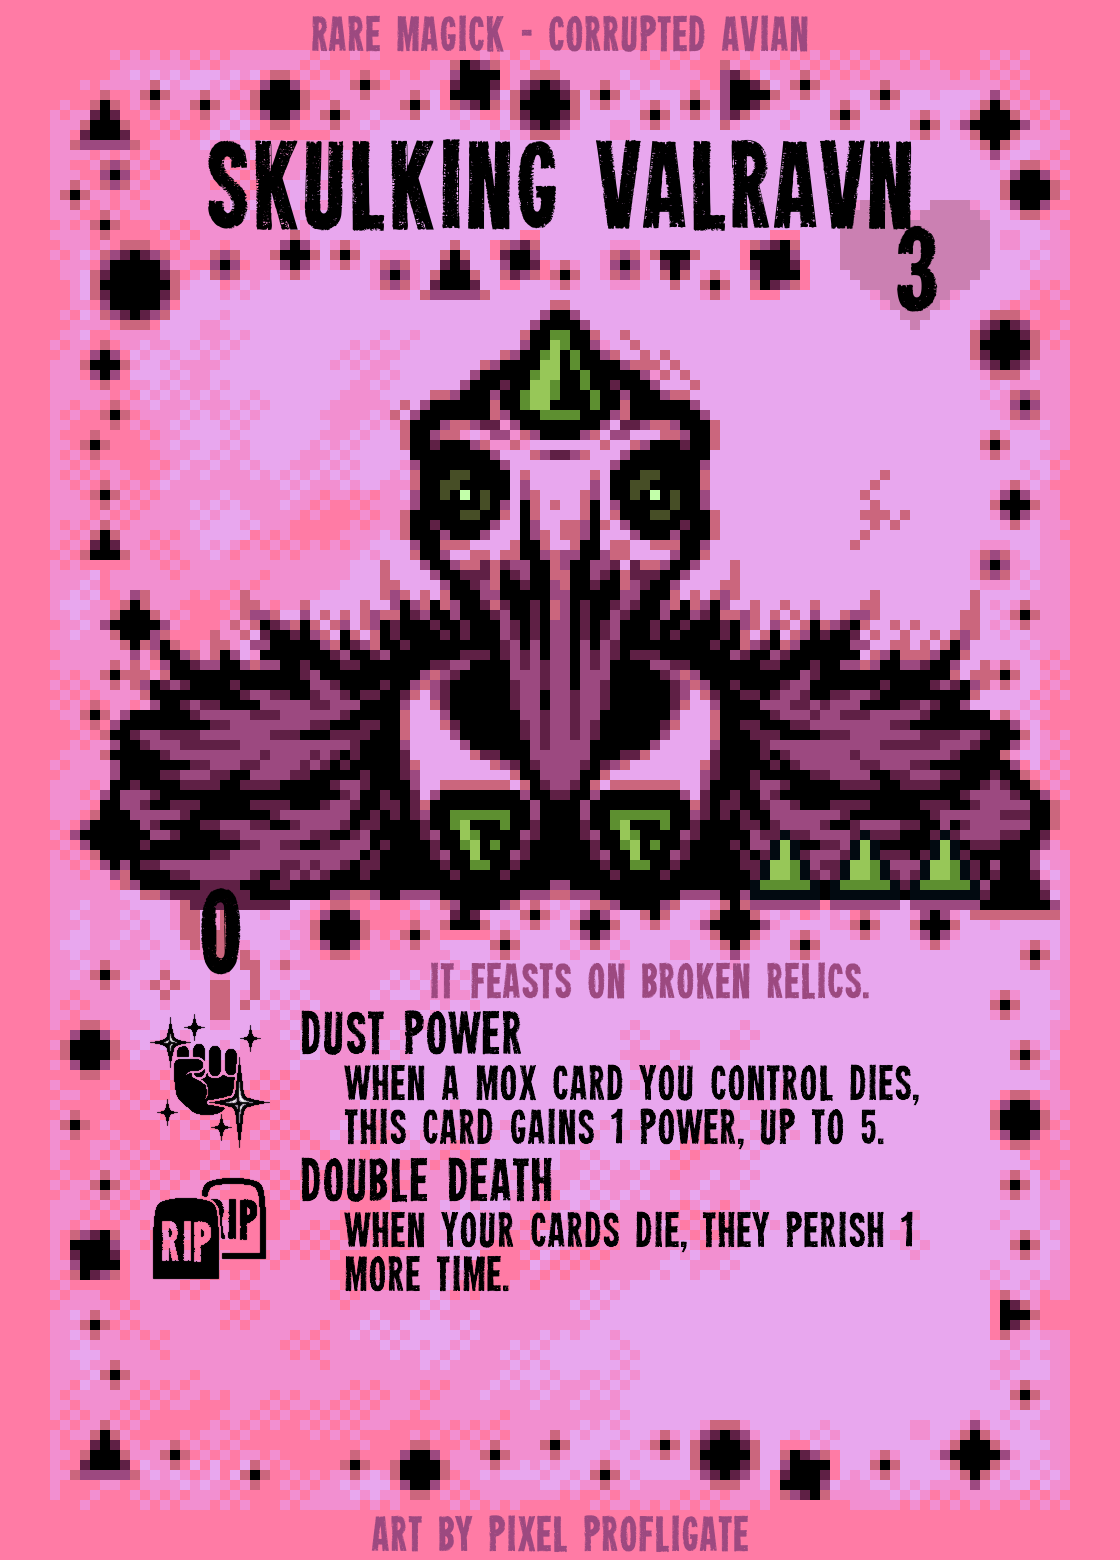 RARE MAGICK - CORRUPTED AVIAN
SKULKING VALRAVN
3
0
IT FEASTS ON BROKEN RELICS.
DUST POWER
WHEN A MOX CARD YOU CONTROL DIES,
THIS CARD GAINS 1 POWER, UP TO 5.
DOUBLE DEATH
RIP
RIP
WHEN YOUR CARDS DIE, THEY PERISH 1
MORE TIME.
ART BY PIXEL PROFLIGATE